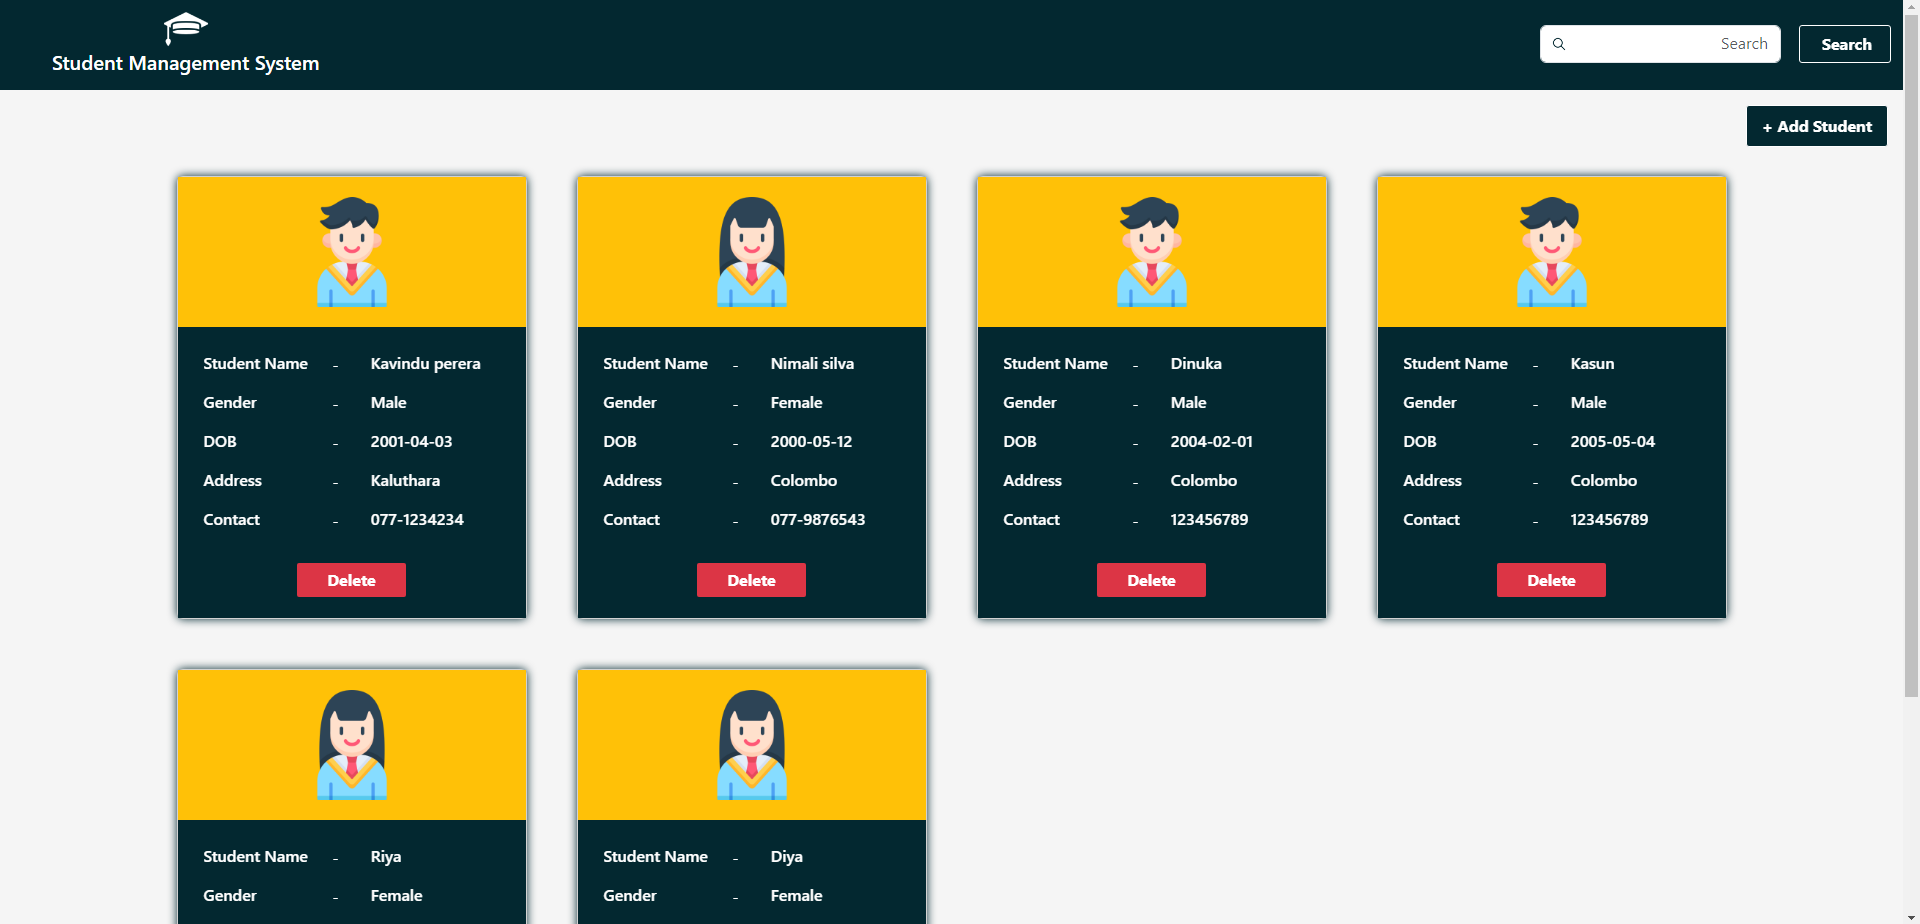 Student Management System
Search
Search
+ Add Student
Student Name - Kavindu perera
Gender - Male
DOB - 2001-04-03
Address - Kaluthara
Contact - 077-1234234
Delete
Student Name - Nimali silva
Gender - Female
DOB - 2000-05-12
Address - Colombo
Contact - 077-9876543
Delete
Student Name - Dinuka
Gender - Male
DOB - 2004-02-01
Address - Colombo
Contact - 123456789
Delete
Student Name - Kasun
Gender - Male
DOB - 2005-05-04
Address - Colombo
Contact - 123456789
Delete
Student Name - Riya
Gender - Female
Student Name - Diya
Gender - Female